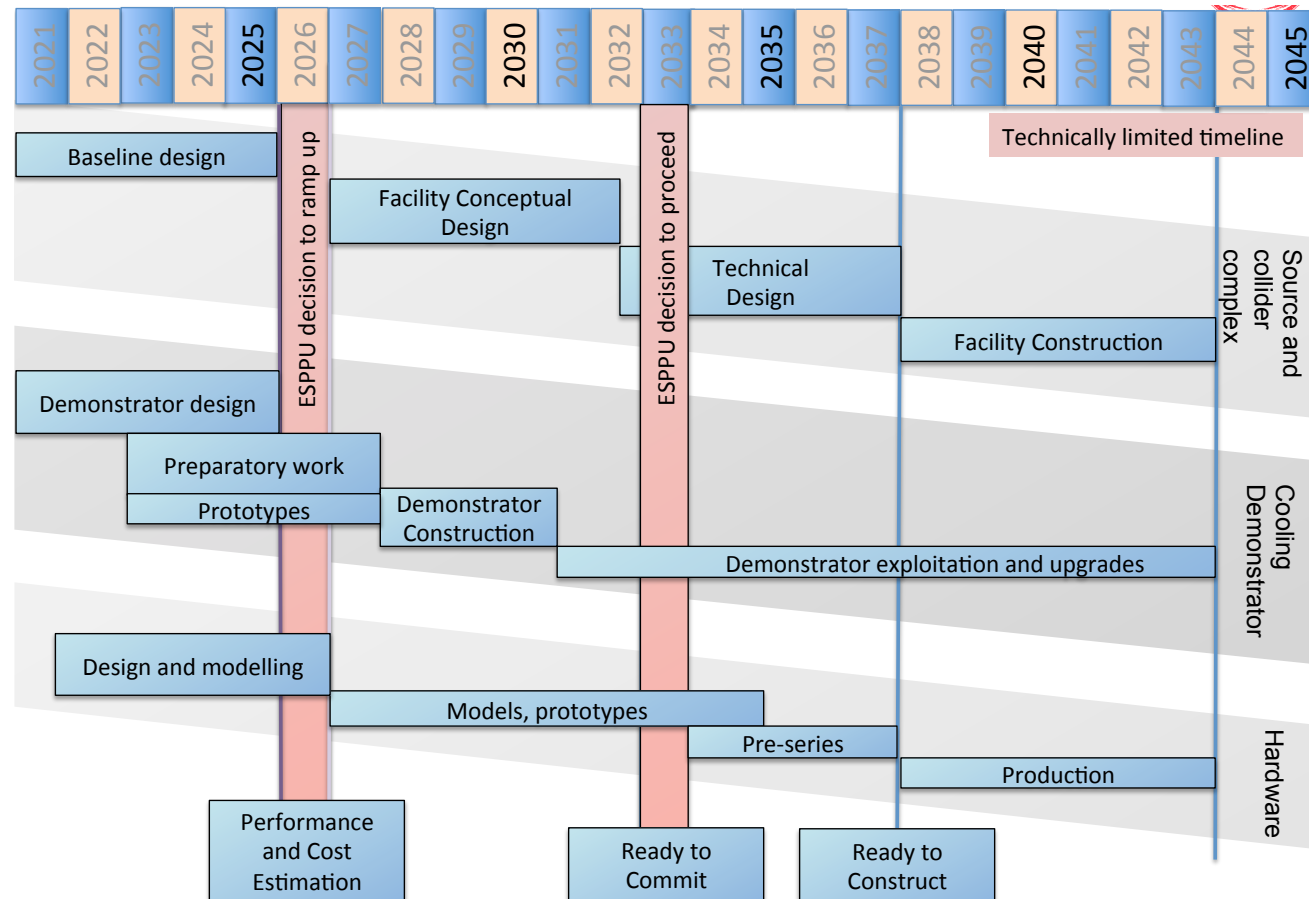 2021 2022 2023 2024 2025 2026 2027 2028 2029 2030 2031 2032 2033 2034 2035 2036 2037 2038 2039 2040 2041 2042 2043 2044 2045
Technically limited timeline
Baseline design
ESPPU decision to ramp up
Facility Conceptual
Design
ESPPU decision to proceed
Technical
Design
Facility Construction
Source and
collider
complex
Demonstrator design
Preparatory work
Prototypes
Demonstrator
Construction
Demonstrator exploitation and upgrades
Cooling
Demonstrator
Design and modelling
Models, prototypes
Pre-series
Production
Hardware
Performance
and Cost
Estimation
Ready to
Commit
Ready to
Construct